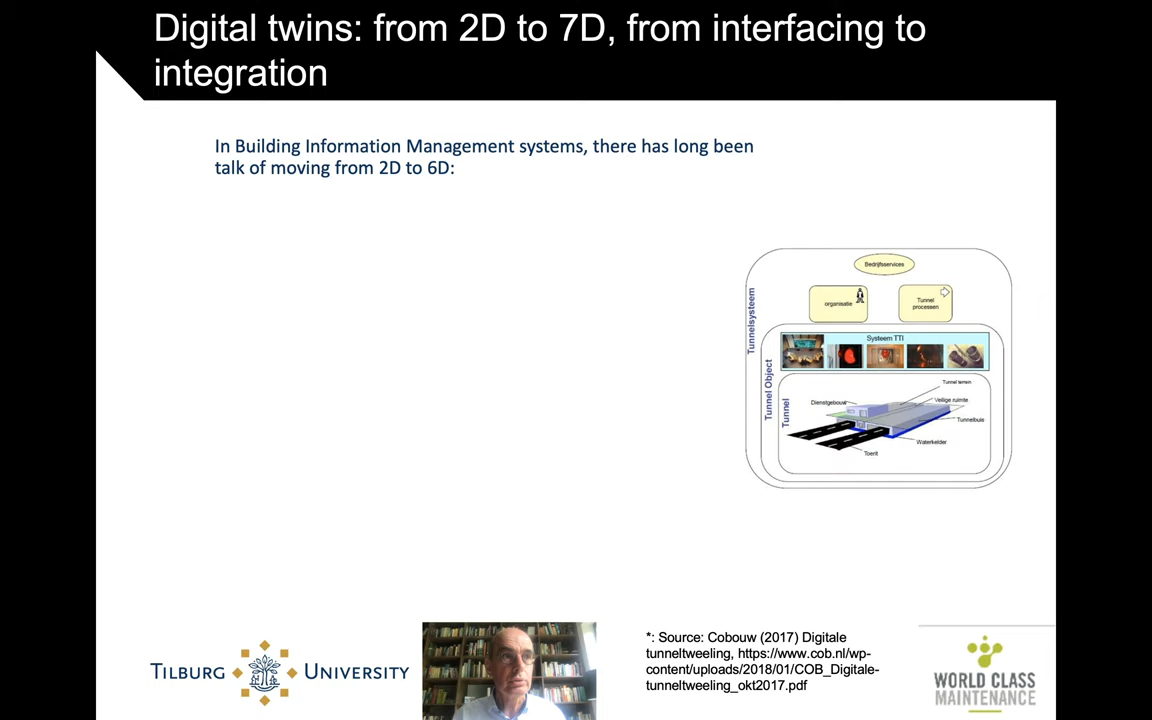 Digital twins: from 2D to 7D, from interfacing to
integration
In Building Information Management systems, there has long been
talk of moving from 2D to 6D:
Bedrijfsservices
organisatie
Tunnel
processen
Tunnelsysteem
Systeem TTI
Tunnel Object
Tunnel
Tunnel terrein
Dienstgebouw
Veilige ruimte
Tunnelbuis
Waterkelder
Toerit
*: Source: Cobouw (2017) Digitale
tunneltweeling, https://www.cob.nl/wp-
content/uploads/2018/01/COB_Digitale-
tunneltweeling_okt2017.pdf
TILBURG UNIVERSITY
WORLD CLASS
MAINTENANCE